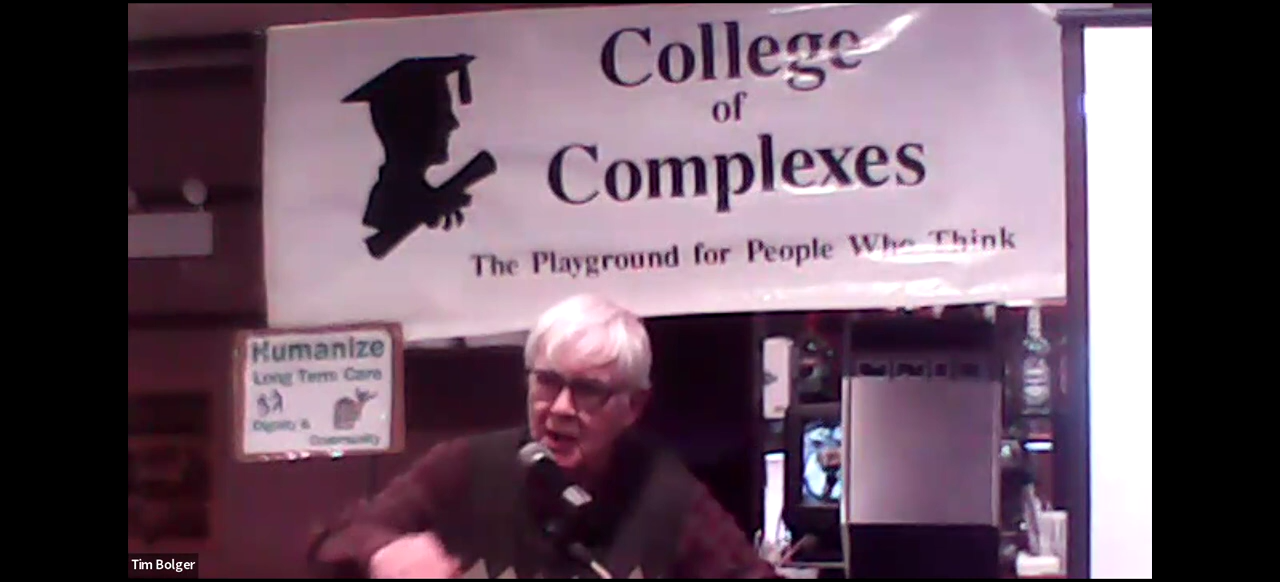 College
of
Complexes
The Playground for People Who Think
Humanize
Long Term Care
Dignity &
Community
Tim Bolger